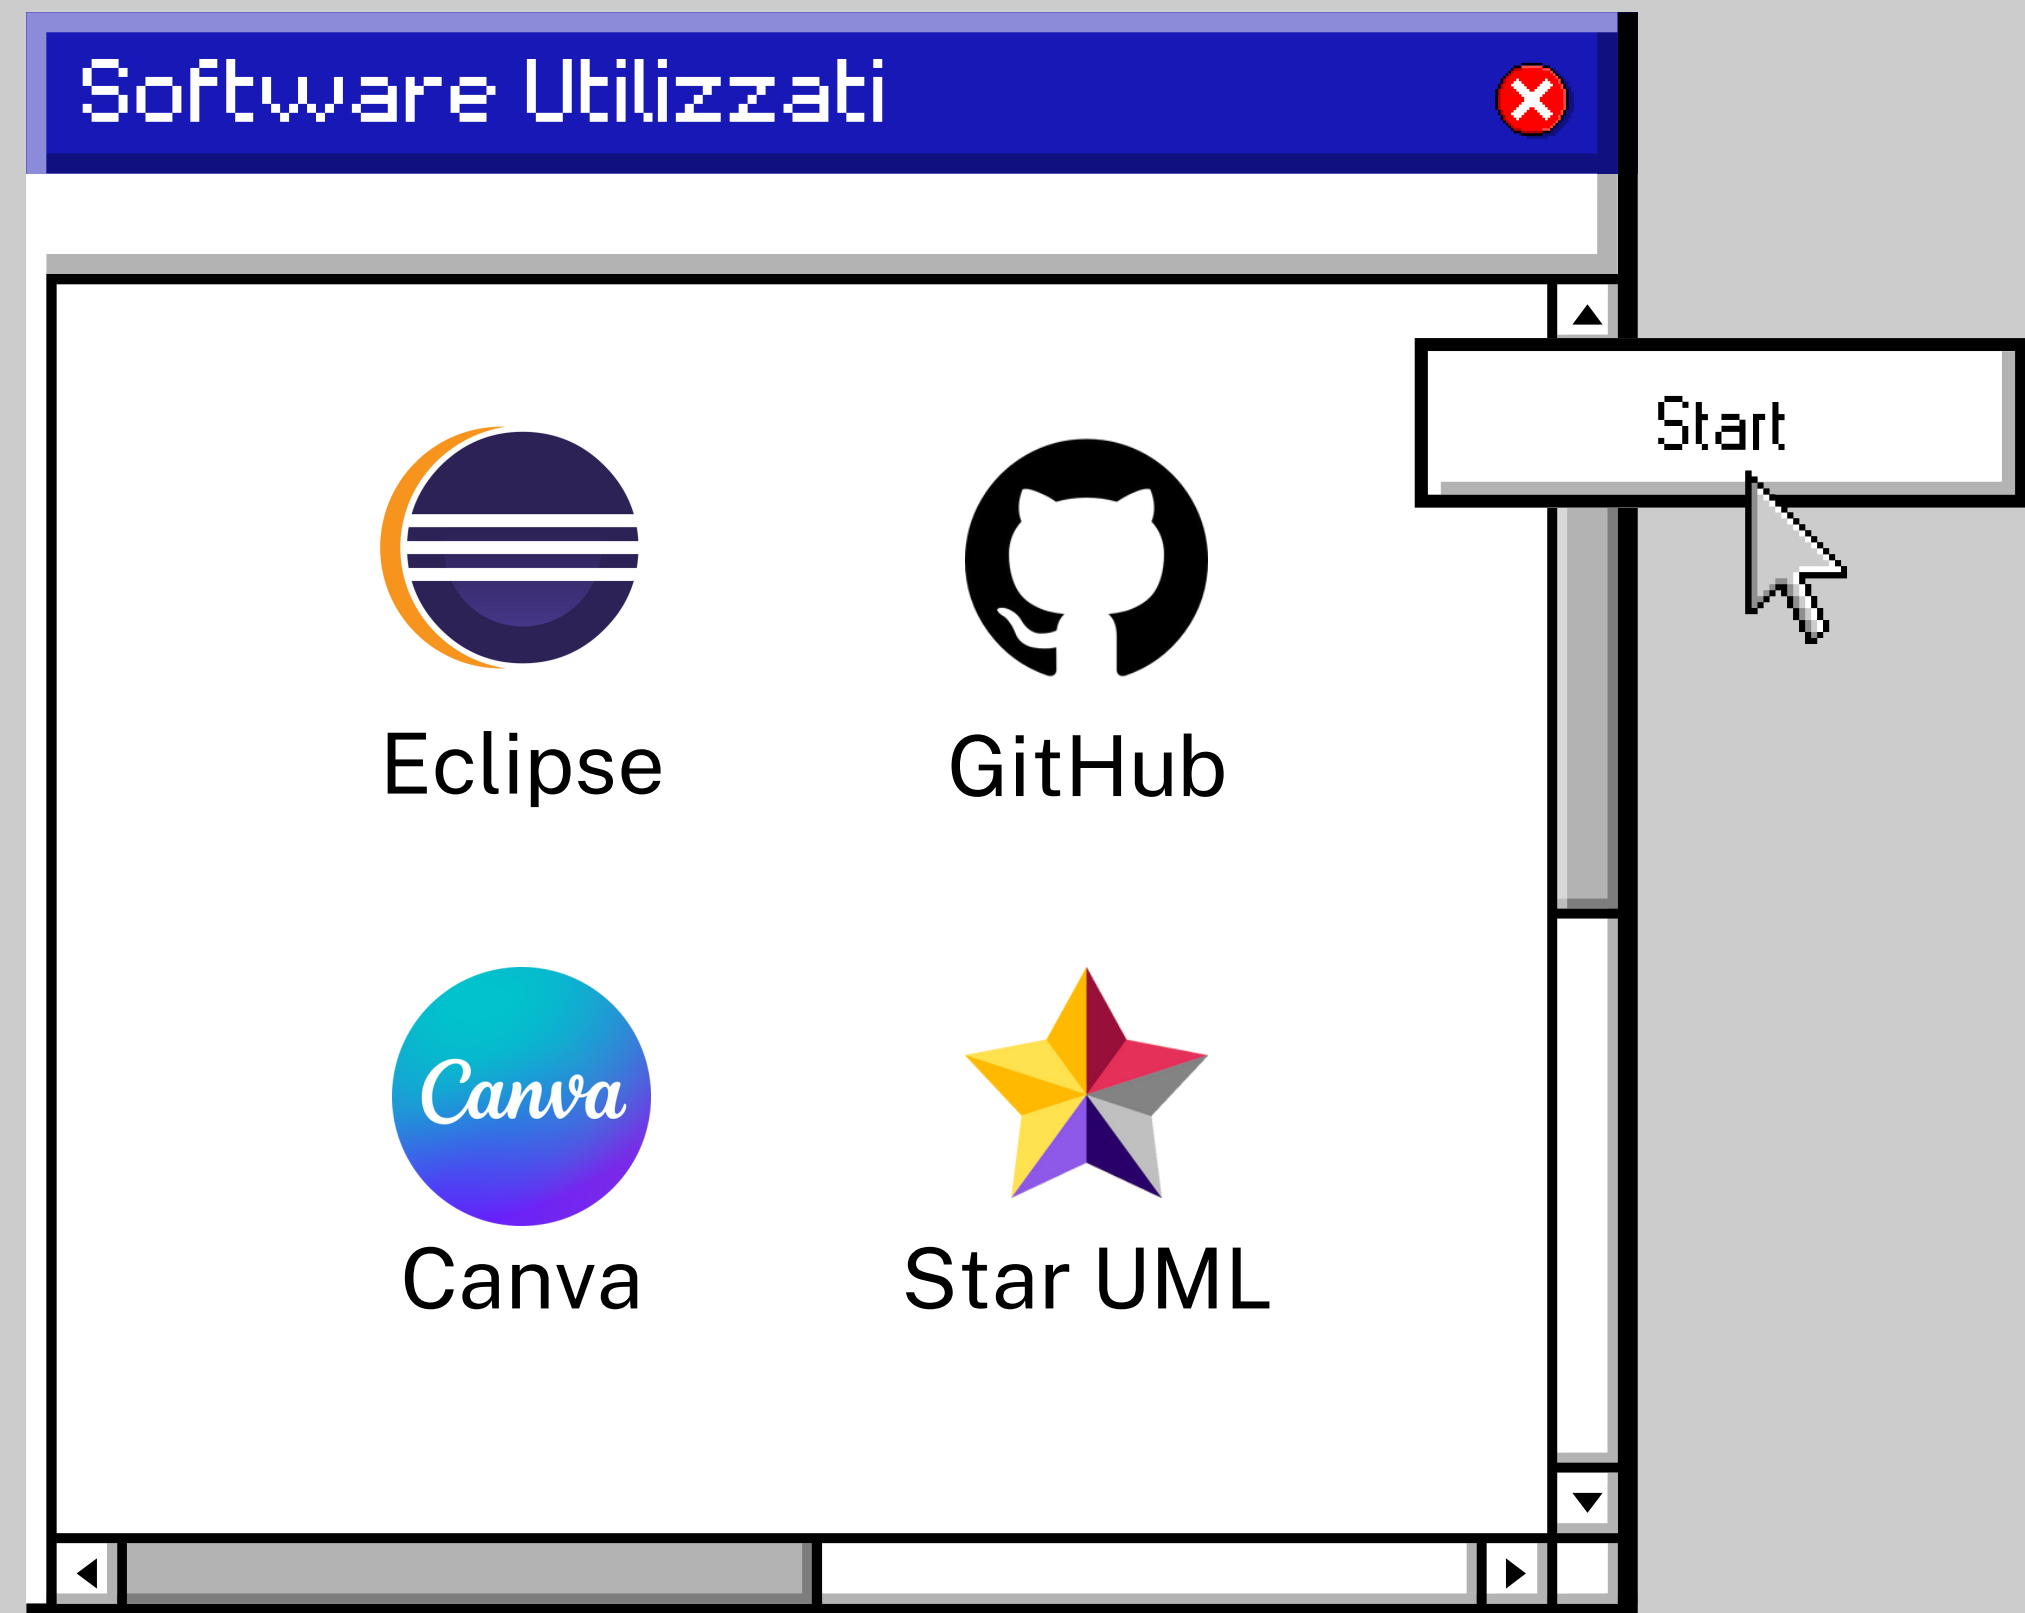 Software Utilizzati
Start
Eclipse
GitHub
Canva
Canva
Star UML